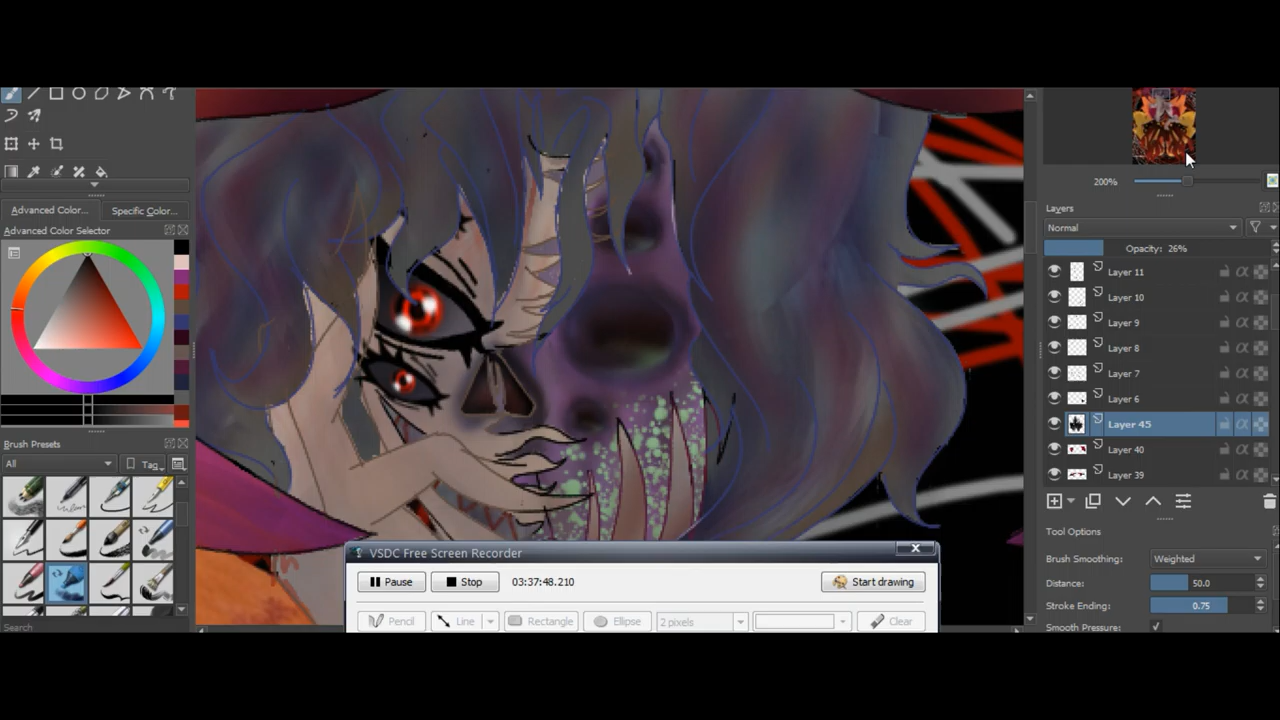 200%
Layers
Advanced Color...
Specific Color...
Normal
Advanced Color Selector
Opacity: 26%
Layer 11
Layer 10
Layer 9
Layer 8
Layer 7
Layer 6
Layer 45
Brush Presets
Layer 40
All
Tag
Layer 39
Tool Options
VSDC Free Screen Recorder
Brush Smoothing:
Weighted
Pause
Stop
03:37:48.210
Start drawing
Distance:
50.0
Stroke Ending:
0.75
Pencil
Line
Rectangle
Ellipse
2 pixels
Clear
Search
Smooth Pressure: